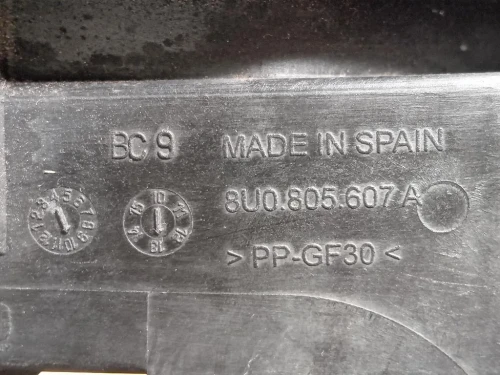 BC/9 MADE IN SPAIN
8U0.805.607 A
> PP-GF30 <